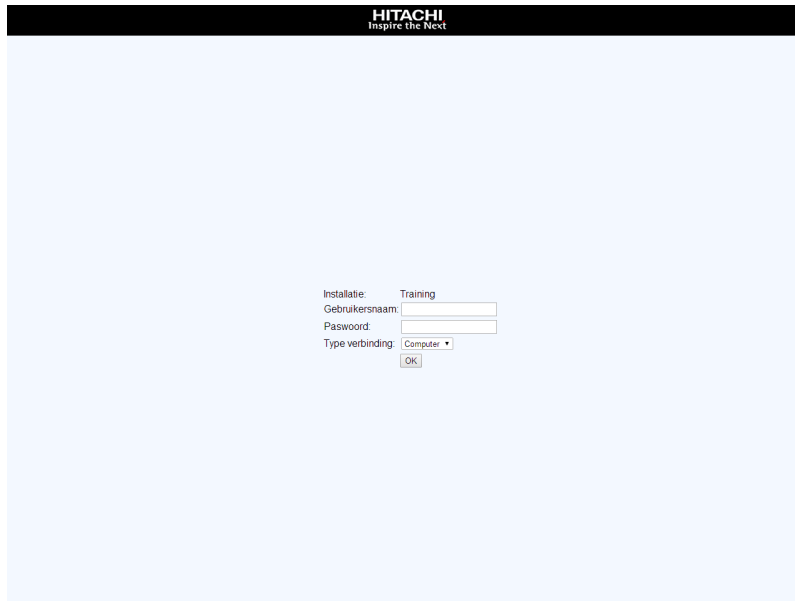 HITACHI
Inspire the Next
Installatie: Training
Gebruikersnaam:
Paswoord:
Type verbinding: Computer
OK